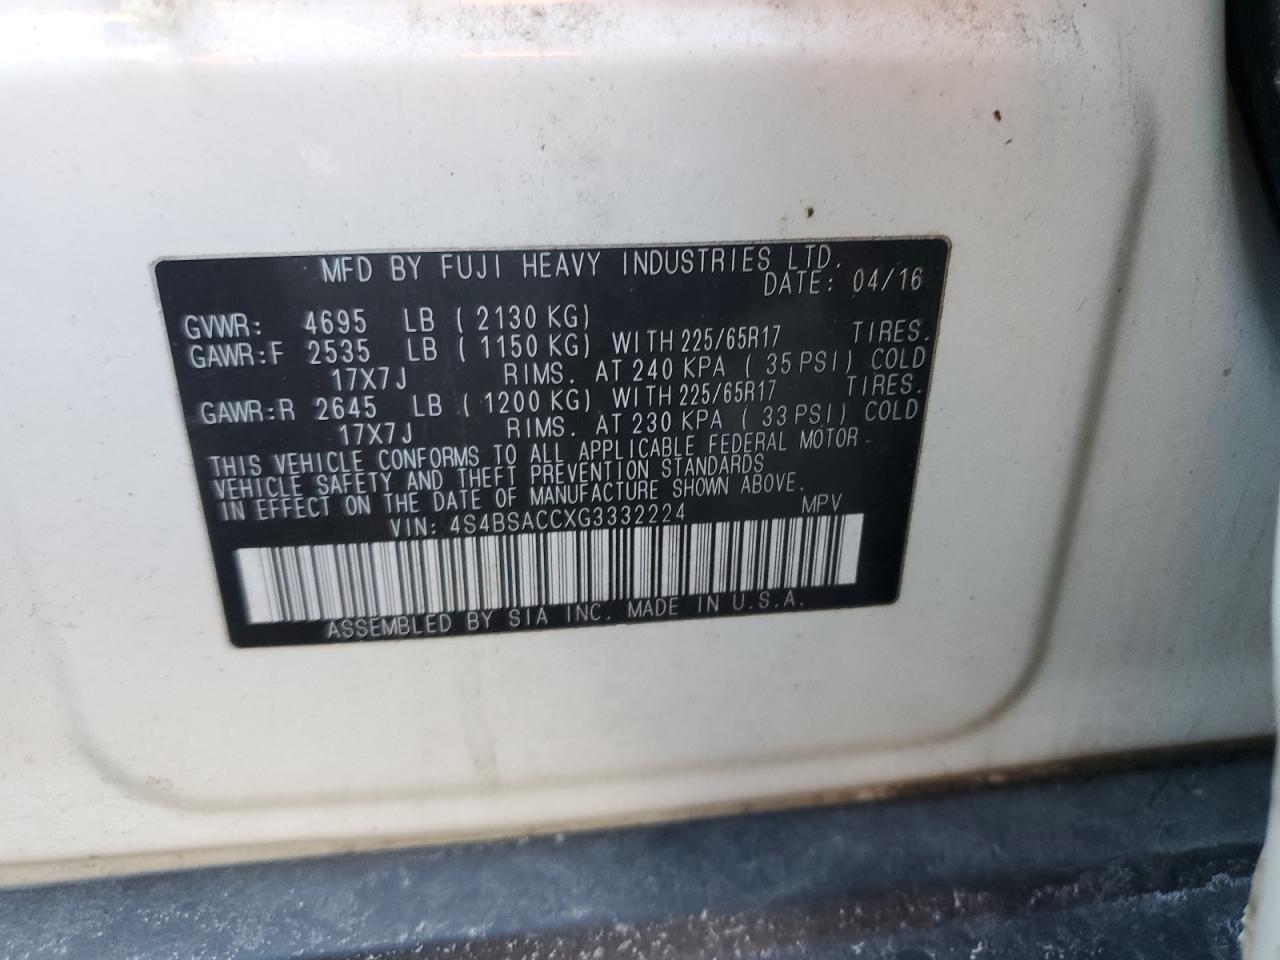 MFD BY FUJI HEAVY INDUSTRIES LTD.
DATE: 04/16
GVWR: 4695 LB ( 2130 KG)
GAWR:F 2535 LB ( 1150 KG) WITH 225/65R17 TIRES.
17X7J RIMS. AT 240 KPA ( 35 PSI) COLD
GAWR:R 2645 LB ( 1200 KG) WITH 225/65R17 TIRES.
17X7J RIMS. AT 230 KPA ( 33 PSI) COLD
THIS VEHICLE CONFORMS TO ALL APPLICABLE FEDERAL MOTOR-
VEHICLE SAFETY AND THEFT PREVENTION STANDARDS
IN EFFECT ON THE DATE OF MANUFACTURE SHOWN ABOVE.
VIN: 4S4BSACCXG3332224 MPV
ASSEMBLED BY SIA INC. MADE IN U.S.A.